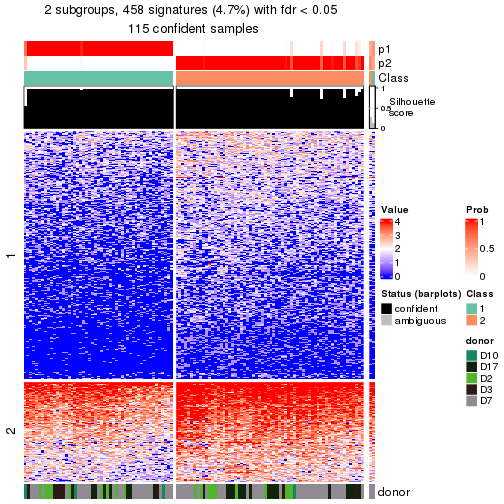 2 subgroups, 458 signatures (4.7%) with fdr < 0.05
115 confident samples
p1
p2
Class
1
0.5
0
Silhouette
score
1
2
donor
Value
4
3
2
1
0
Prob
1
0.5
0
Status (barplots)
confident
ambiguous
Class
1
2
donor
D10
D17
D2
D3
D7